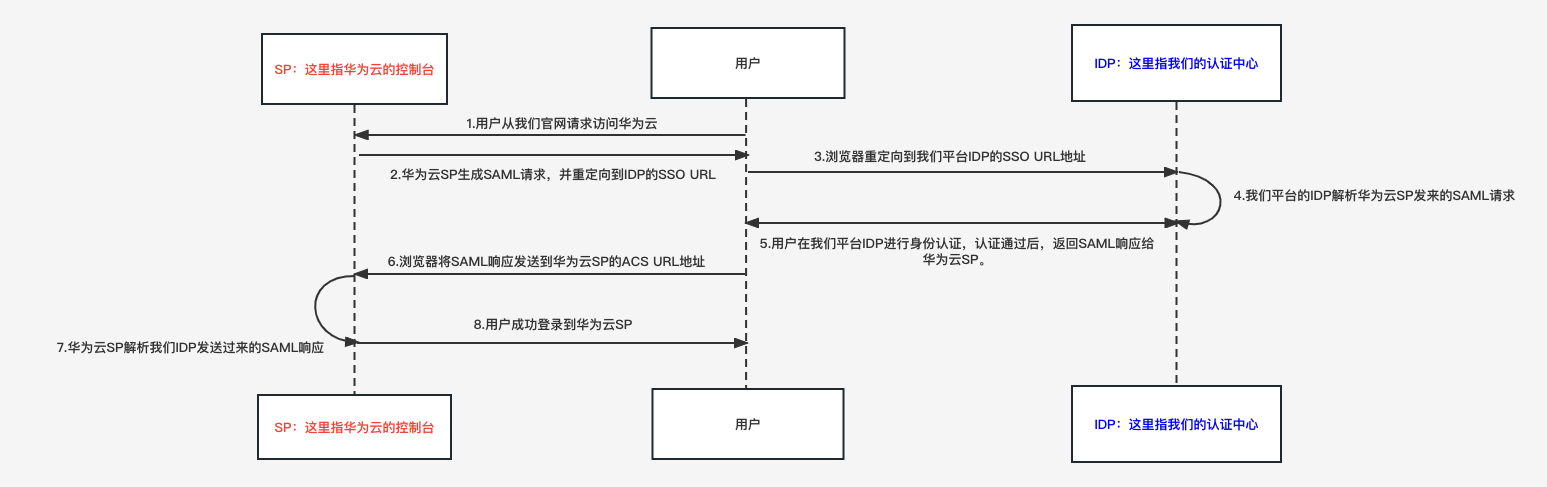 SP：这里指华为云的控制台
用户
IDP：这里指我们的认证中心
1.用户从我们官网请求访问华为云
2.华为云SP生成SAML请求，并重定向到IDP的SSO URL
3.浏览器重定向到我们平台IDP的SSO URL地址
4.我们平台的IDP解析华为云SP发来的SAML请求
5.用户在我们平台IDP进行身份认证，认证通过后，返回SAML响应给
华为云SP。
6.浏览器将SAML响应发送到华为云SP的ACS URL地址
7.华为云SP解析我们IDP发送过来的SAML响应
8.用户成功登录到华为云SP
SP：这里指华为云的控制台
用户
IDP：这里指我们的认证中心